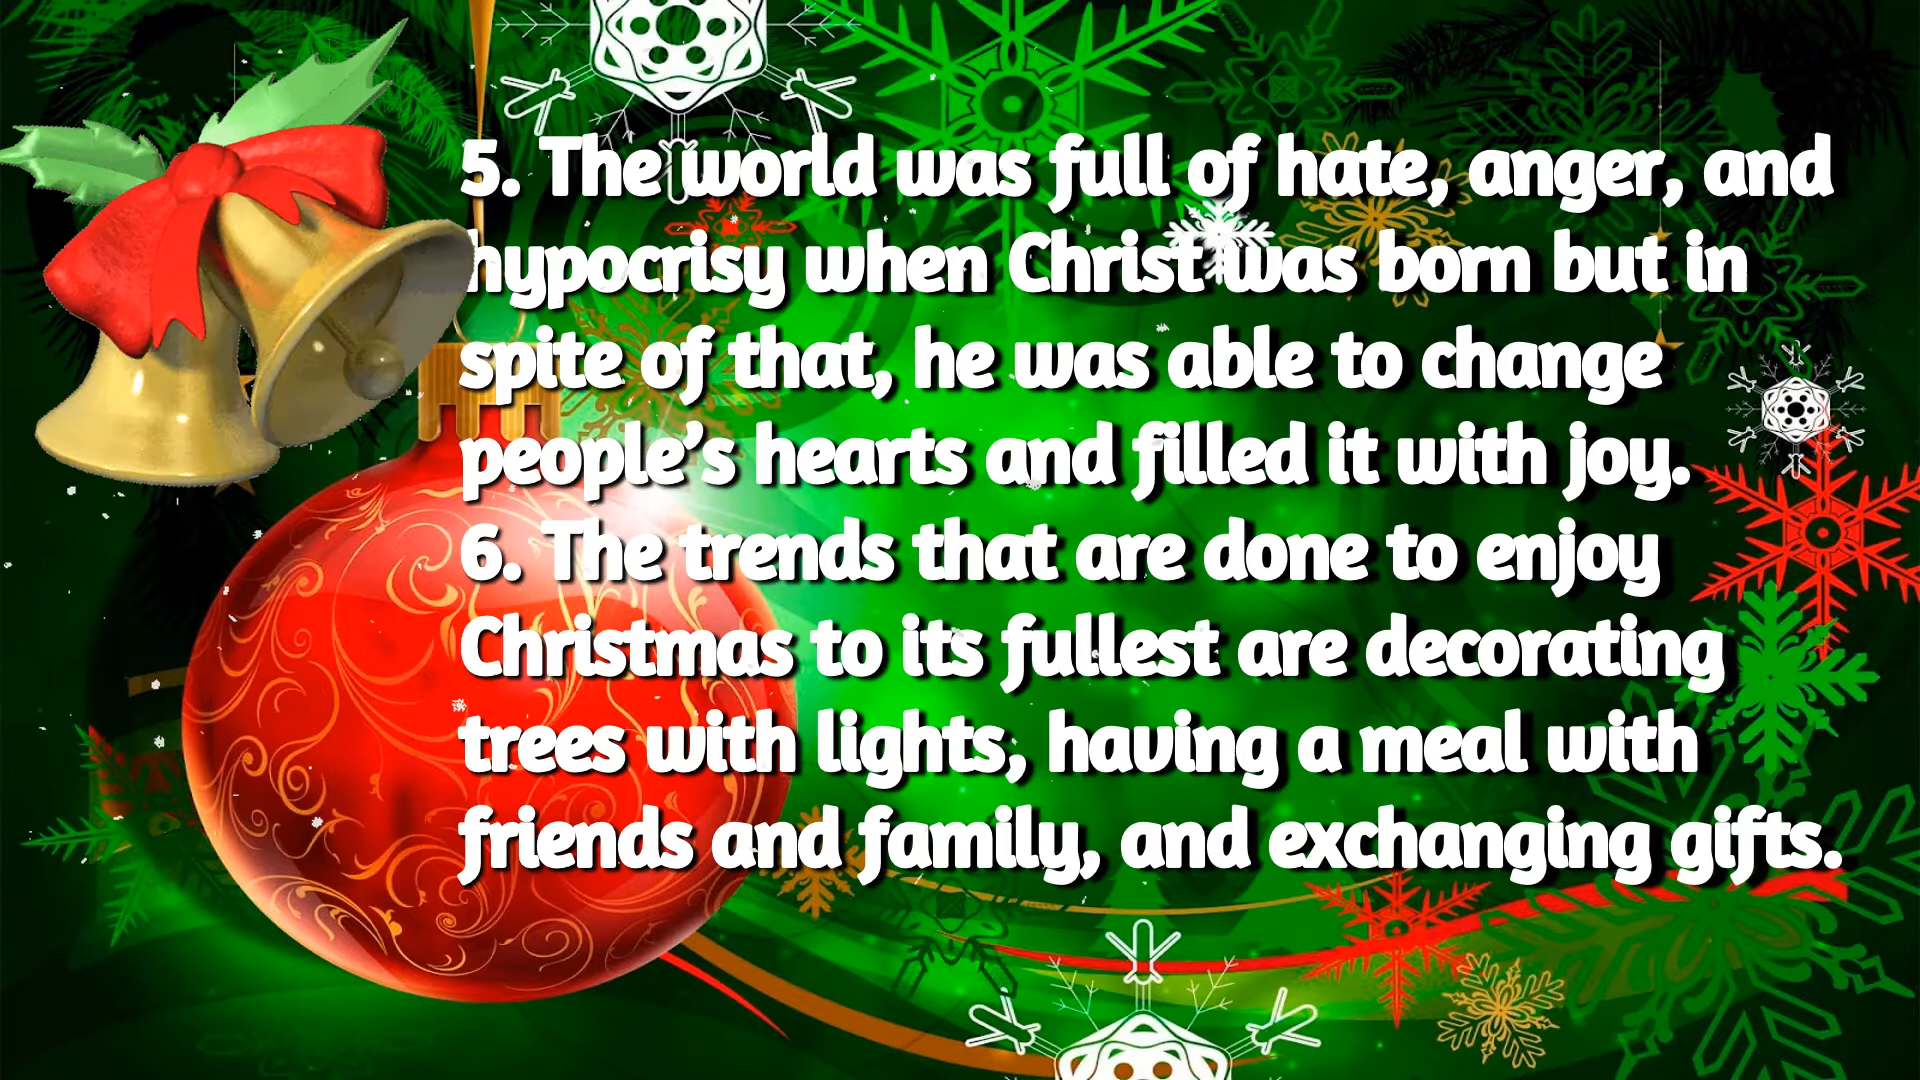 5. The world was full of hate, anger, and
hypocrisy when Christ was born but in
spite of that, he was able to change
people's hearts and filled it with joy.
6. The trends that are done to enjoy
Christmas to its fullest are decorating
trees with lights, having a meal with
friends and family, and exchanging gifts.